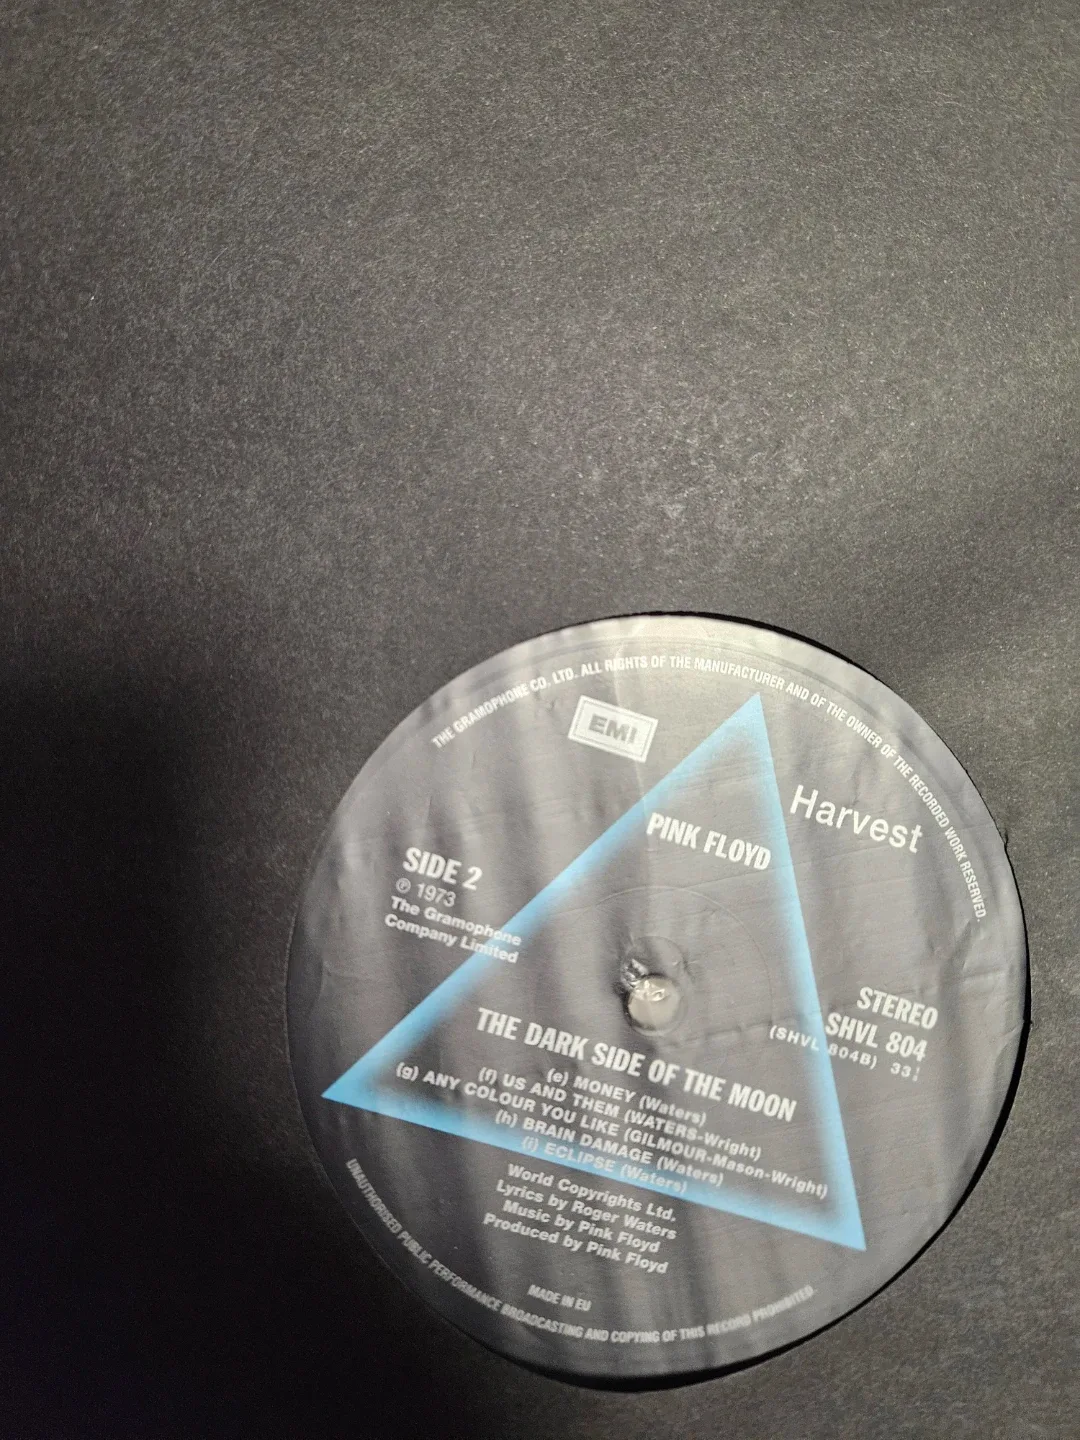 THE GRAMOPHONE CO. LTD. ALL RIGHTS OF THE MANUFACTURER AND OF THE OWNER OF THE RECORDED WORK RESERVED.
EMI
Harvest
PINK FLOYD
SIDE 2
℗ 1973
The Gramophone
Company Limited
STEREO
SHVL 804
(SHVL 804B) 33⅓
THE DARK SIDE OF THE MOON
(e) MONEY (Waters)
(f) US AND THEM (WATERS-Wright)
(g) ANY COLOUR YOU LIKE (GILMOUR-Mason-Wright)
(h) BRAIN DAMAGE (Waters)
(i) ECLIPSE (Waters)
World Copyrights Ltd.
Lyrics by Roger Waters
Music by Pink Floyd
Produced by Pink Floyd
MADE IN EU
UNAUTHORISED PUBLIC PERFORMANCE BROADCASTING AND COPYING OF THIS RECORD PROHIBITED.